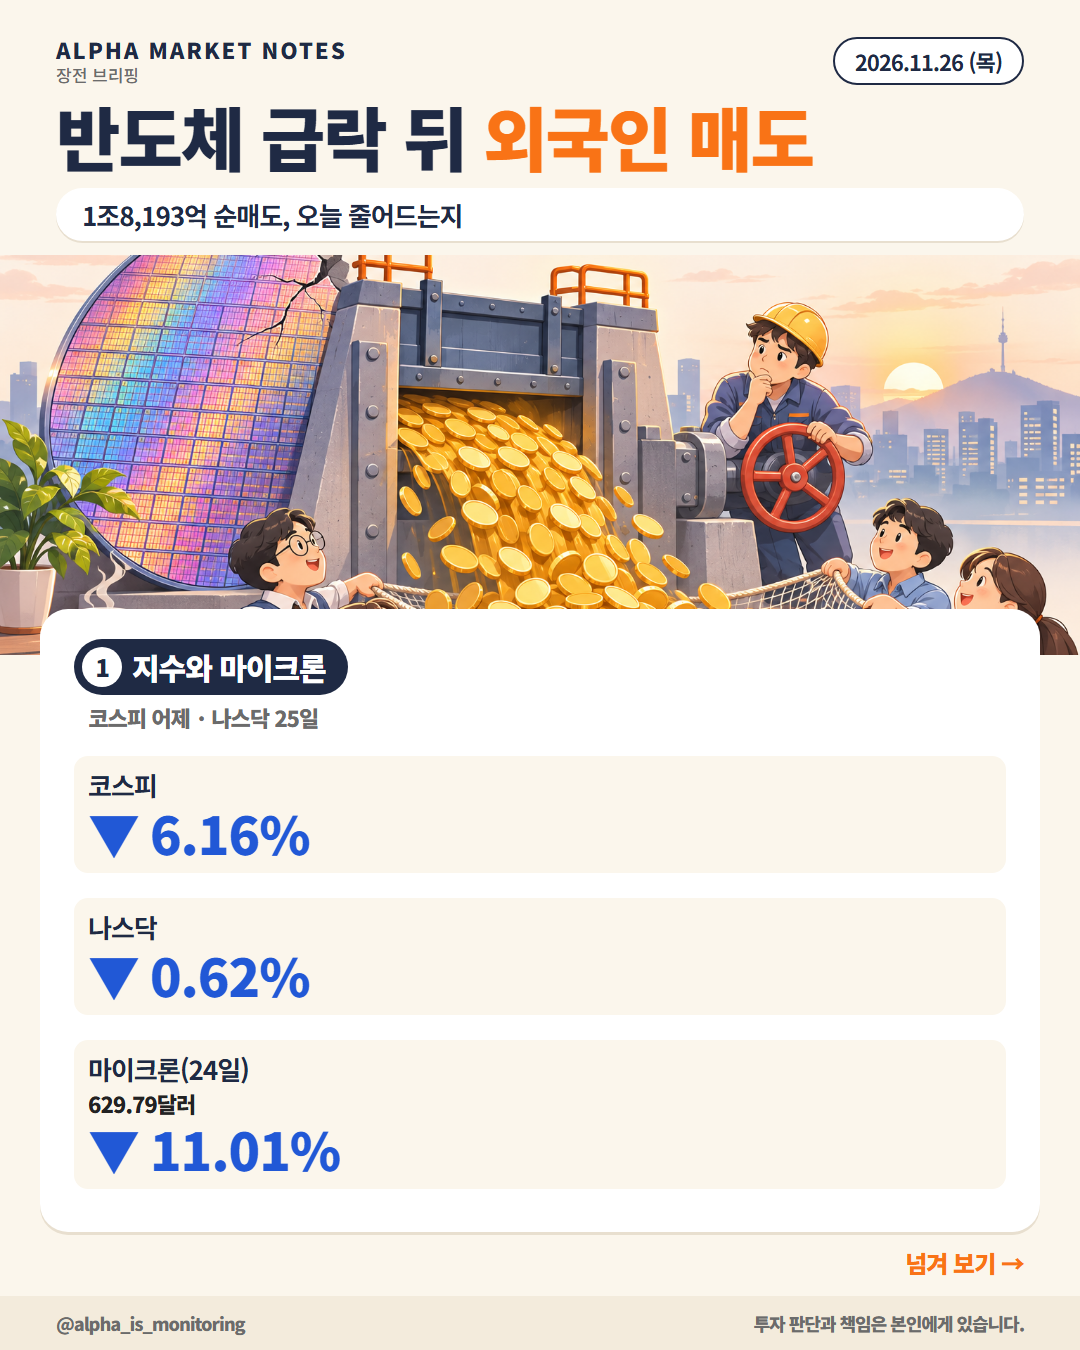 ALPHA MARKET NOTES
장전 브리핑
2026.11.26 (목)
반도체 급락 뒤 외국인 매도
1조8,193억 순매도, 오늘 줄어드는지
1 지수와 마이크론
코스피 어제 · 나스닥 25일
코스피
▼ 6.16%
나스닥
▼ 0.62%
마이크론(24일)
629.79달러
▼ 11.01%
넘겨 보기 →
@alpha_is_monitoring
투자 판단과 책임은 본인에게 있습니다.